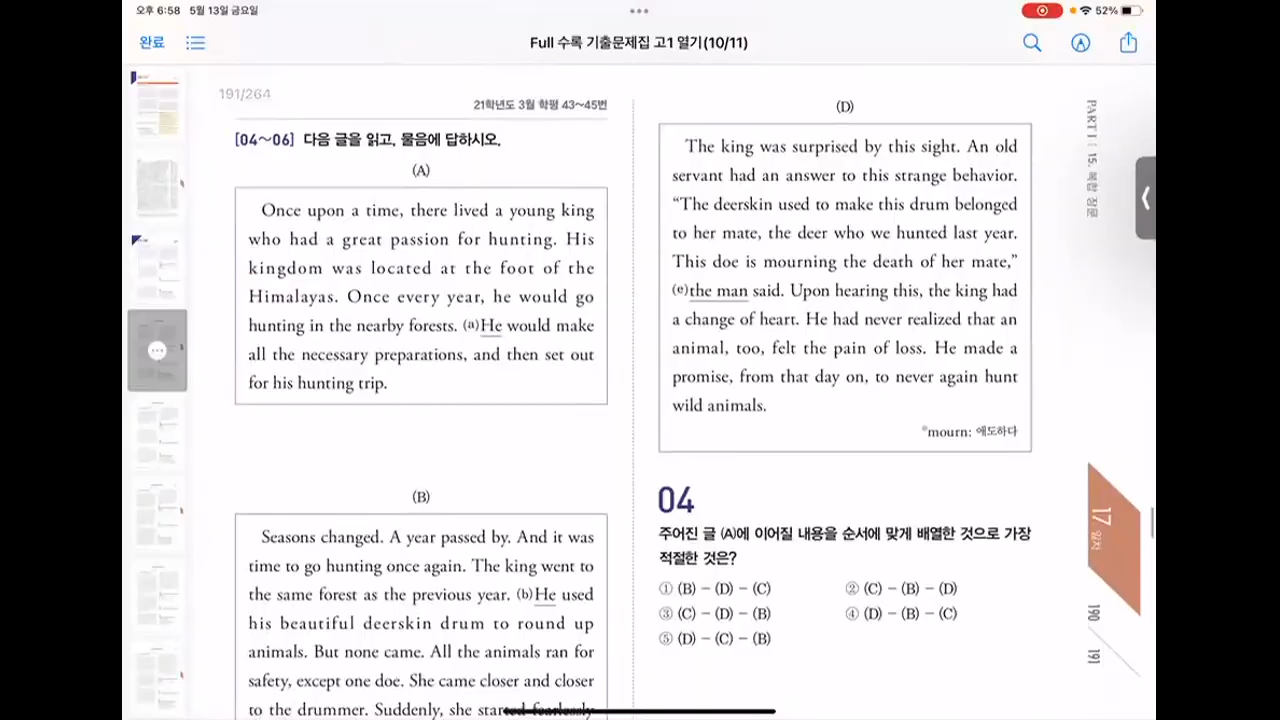 오후 6:58 5월 13일 금요일
52%
완료
Full 수록 기출문제집 고1 열기(10/11)
191/264
21학년도 3월 학평 43~45번
[04~06] 다음 글을 읽고, 물음에 답하시오.
(A)
Once upon a time, there lived a young king
who had a great passion for hunting. His
kingdom was located at the foot of the
Himalayas. Once every year, he would go
hunting in the nearby forests. (a)He would make
all the necessary preparations, and then set out
for his hunting trip.
(B)
Seasons changed. A year passed by. And it was
time to go hunting once again. The king went to
the same forest as the previous year. (b)He used
his beautiful deerskin drum to round up
animals. But none came. All the animals ran for
safety, except one doe. She came closer and closer
to the drummer. Suddenly, she started fearlessly
(D)
The king was surprised by this sight. An old
servant had an answer to this strange behavior.
“The deerskin used to make this drum belonged
to her mate, the deer who we hunted last year.
This doe is mourning the death of her mate,”
(e)the man said. Upon hearing this, the king had
a change of heart. He had never realized that an
animal, too, felt the pain of loss. He made a
promise, from that day on, to never again hunt
wild animals.
*mourn: 애도하다
04
주어진 글 (A)에 이어질 내용을 순서에 맞게 배열한 것으로 가장
적절한 것은?
① (B) – (D) – (C) ② (C) – (B) – (D)
③ (C) – (D) – (B) ④ (D) – (B) – (C)
⑤ (D) – (C) – (B)
PART I | 15. 복합 장문
17 일차
190
191